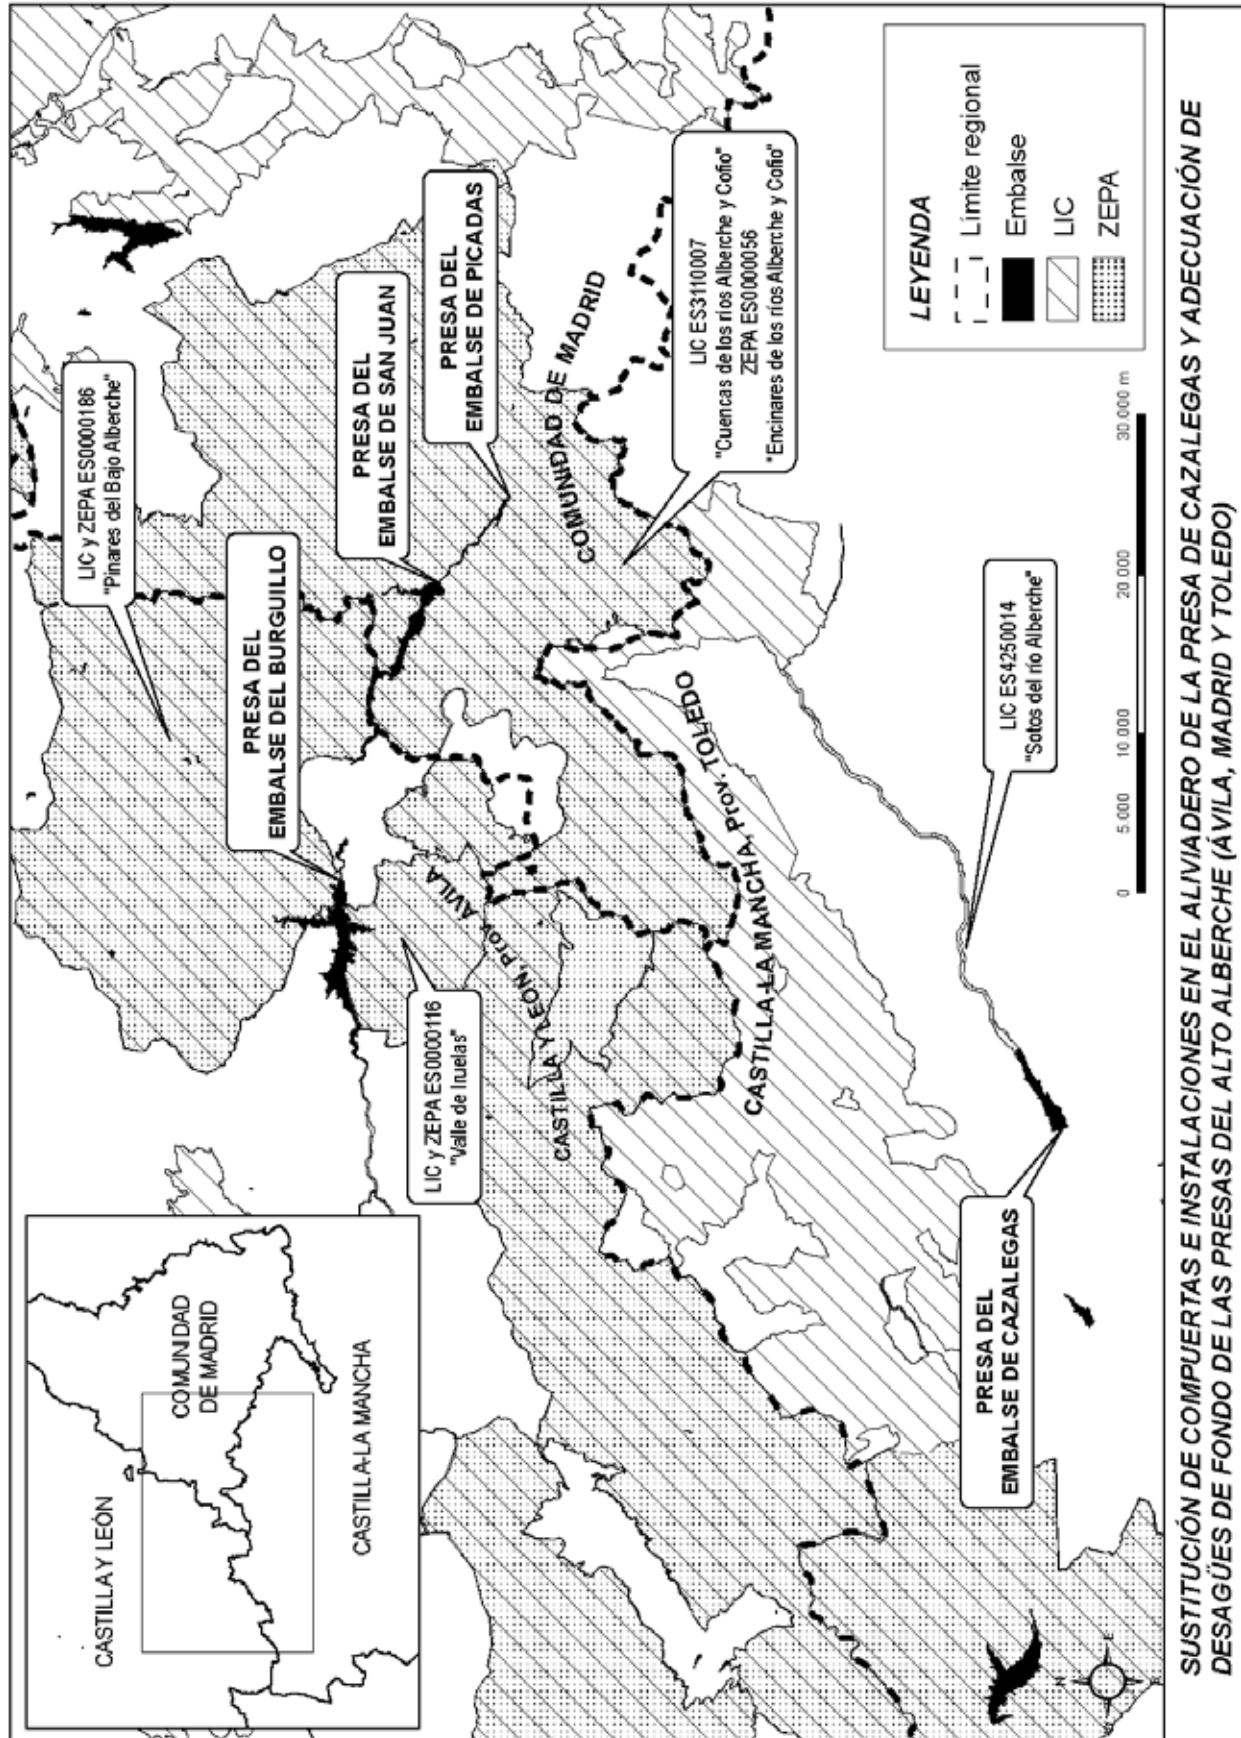 CASTILLA Y LEÓN
COMUNIDAD
DE MADRID
CASTILLA-LA MANCHA
LIC y ZEPA ES0000186
"Pinares del Bajo Alberche"
PRESA DEL
EMBALSE DEL BURGUILLO
PRESA DEL
EMBALSE DE SAN JUAN
PRESA DEL
EMBALSE DE PICADAS
LIC y ZEPA ES0000116
"Valle de Iruelas"
CASTILLA Y LEÓN, Prov. ÁVILA
COMUNIDAD DE MADRID
LIC ES3110007
"Cuencas de los ríos Alberche y Cofio"
ZEPA ES0000056
"Encinares de los ríos Alberche y Cofio"
CASTILLA-LA MANCHA, Prov. TOLEDO
LIC ES4250014
"Sotos del río Alberche"
PRESA DEL
EMBALSE DE CAZALEGAS
LEYENDA
Límite regional
Embalse
LIC
ZEPA
0 5.000 10.000 20.000 30.000 m
N
E
SUSTITUCIÓN DE COMPUERTAS E INSTALACIONES EN EL ALIVIADERO DE LA PRESA DE CAZALEGAS Y ADECUACIÓN DE
DESAGÜES DE FONDO DE LAS PRESAS DEL ALTO ALBERCHE (ÁVILA, MADRID Y TOLEDO)